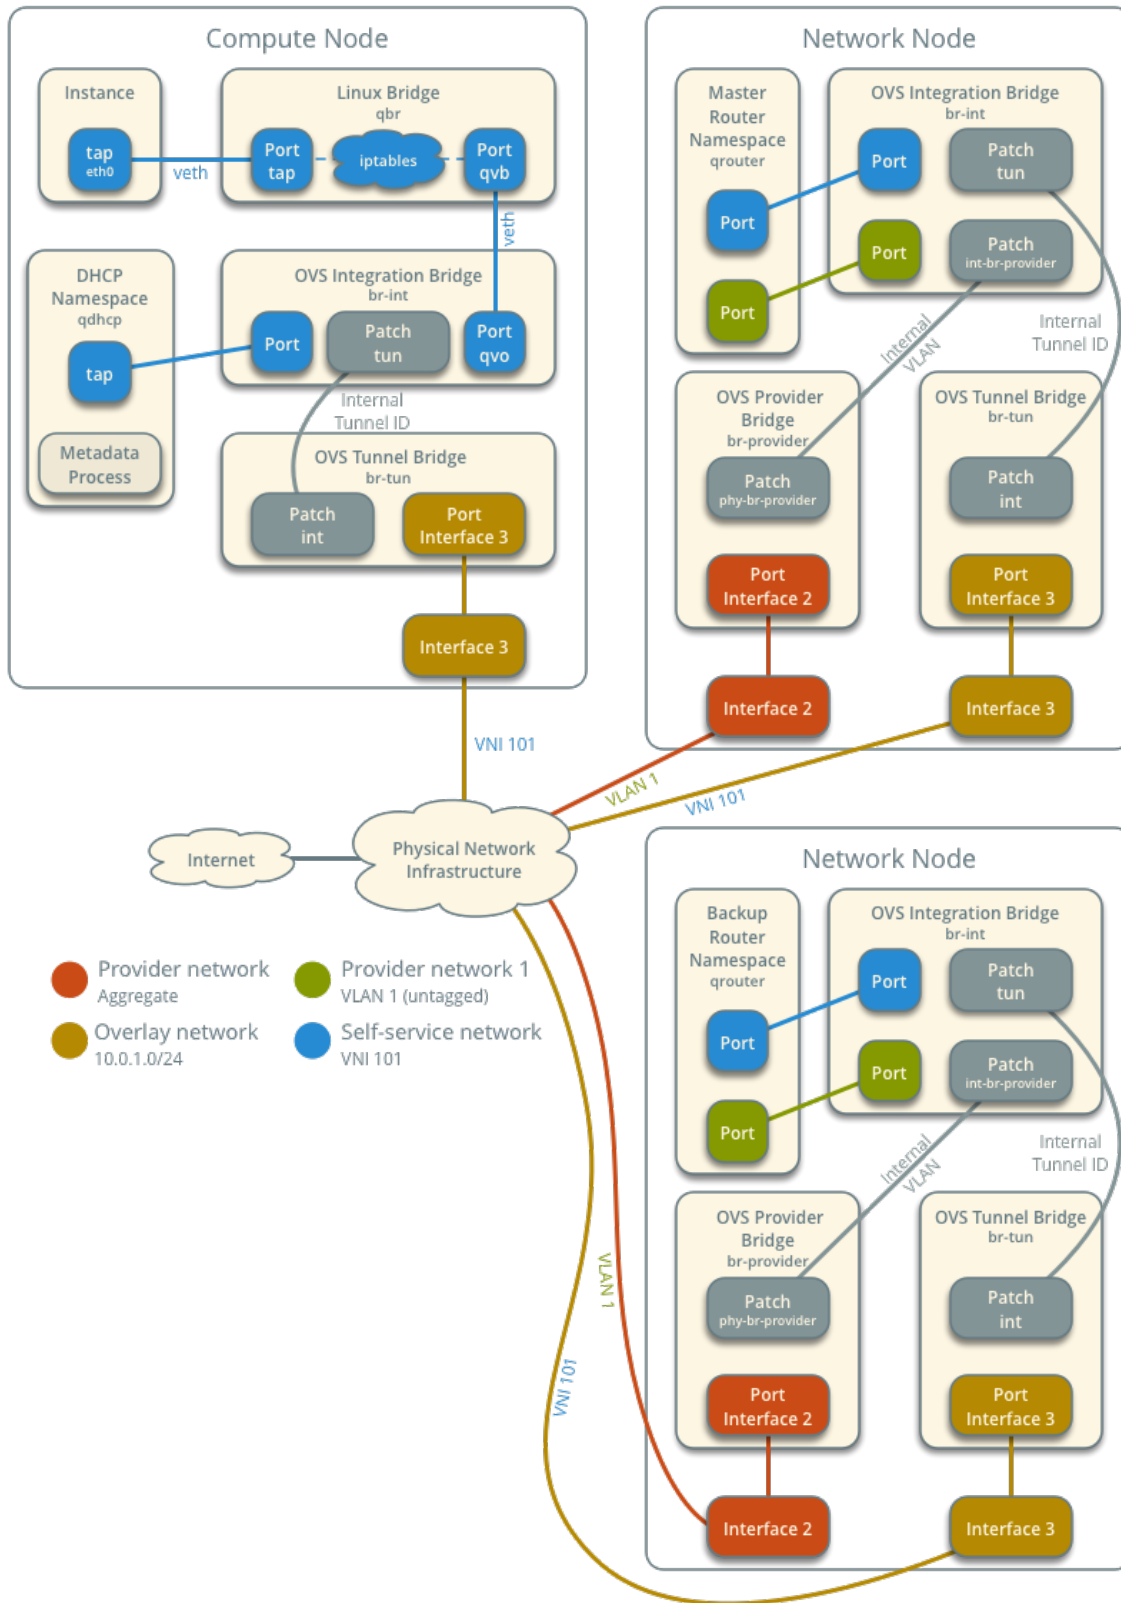 Compute Node
Instance
tap
eth0
veth
Linux Bridge
qbr
Port
tap
iptables
Port
qvb
veth
DHCP
Namespace
qdhcp
tap
Metadata
Process
OVS Integration Bridge
br-int
Port
Patch
tun
Port
qvo
Internal
Tunnel ID
OVS Tunnel Bridge
br-tun
Patch
int
Port
Interface 3
Interface 3
VNI 101
Network Node
Master
Router
Namespace
qrouter
Port
Port
OVS Integration Bridge
br-int
Port
Patch
tun
Port
Patch
int-br-provider
Internal
VLAN
Internal
Tunnel ID
OVS Provider
Bridge
br-provider
Patch
phy-br-provider
Port
Interface 2
Interface 2
OVS Tunnel Bridge
br-tun
Patch
int
Port
Interface 3
Interface 3
VLAN 1
VNI 101
Internet
Physical Network
Infrastructure
Provider network
Aggregate
Provider network 1
VLAN 1 (untagged)
Overlay network
10.0.1.0/24
Self-service network
VNI 101
Network Node
Backup
Router
Namespace
qrouter
Port
Port
OVS Integration Bridge
br-int
Port
Patch
tun
Port
Patch
int-br-provider
Internal
VLAN
Internal
Tunnel ID
OVS Provider
Bridge
br-provider
Patch
phy-br-provider
Port
Interface 2
Interface 2
OVS Tunnel Bridge
br-tun
Patch
int
Port
Interface 3
Interface 3
VLAN 1
VNI 101